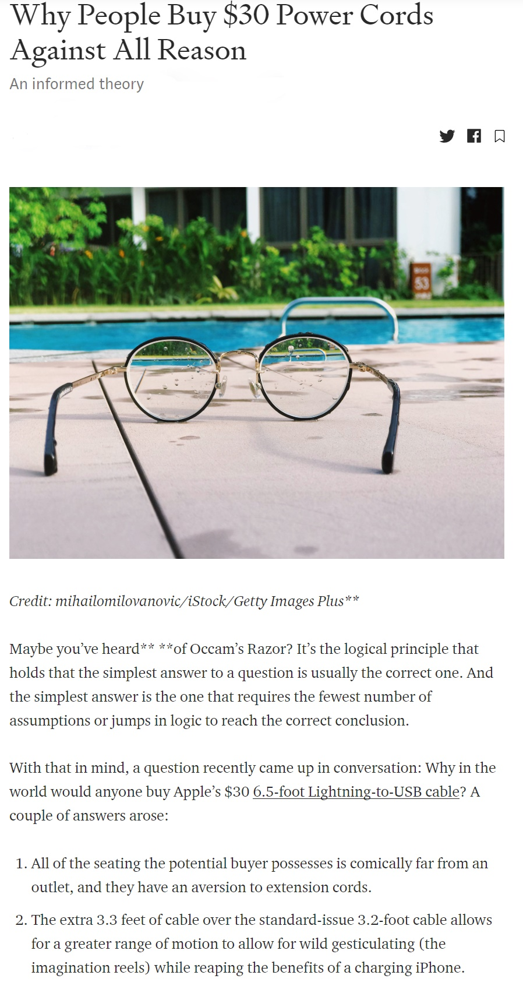 Why People Buy $30 Power Cords
Against All Reason
An informed theory
53
Credit: mihailomilovanovic/iStock/Getty Images Plus**
Maybe you’ve heard** **of Occam’s Razor? It’s the logical principle that
holds that the simplest answer to a question is usually the correct one. And
the simplest answer is the one that requires the fewest number of
assumptions or jumps in logic to reach the correct conclusion.
With that in mind, a question recently came up in conversation: Why in the
world would anyone buy Apple’s $30 6.5-foot Lightning-to-USB cable? A
couple of answers arose:
1. All of the seating the potential buyer possesses is comically far from an
outlet, and they have an aversion to extension cords.
2. The extra 3.3 feet of cable over the standard-issue 3.2-foot cable allows
for a greater range of motion to allow for wild gesticulating (the
imagination reels) while reaping the benefits of a charging iPhone.